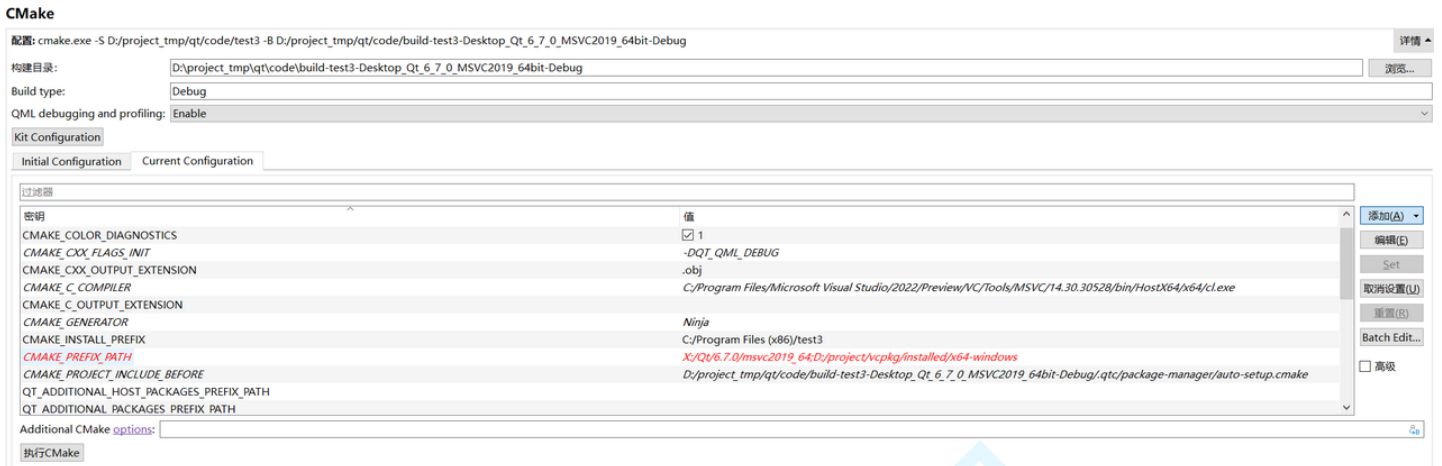 CMake
配置: cmake.exe -S D:/project_tmp/qt/code/test3 -B D:/project_tmp/qt/code/build-test3-Desktop_Qt_6_7_0_MSVC2019_64bit-Debug 详情
构建目录: D:\project_tmp\qt\code\build-test3-Desktop_Qt_6_7_0_MSVC2019_64bit-Debug 浏览...
Build type: Debug
QML debugging and profiling: Enable
Kit Configuration
Initial Configuration Current Configuration
过滤器
密钥 值 添加(A)
CMAKE_COLOR_DIAGNOSTICS 1
CMAKE_CXX_FLAGS_INIT -DQT_QML_DEBUG 编辑(E)
CMAKE_CXX_OUTPUT_EXTENSION .obj Set
CMAKE_C_COMPILER C:/Program Files/Microsoft Visual Studio/2022/Preview/VC/Tools/MSVC/14.30.30528/bin/HostX64/x64/cl.exe 取消设置(U)
CMAKE_C_OUTPUT_EXTENSION 重置(R)
CMAKE_GENERATOR Ninja
CMAKE_INSTALL_PREFIX C:/Program Files (x86)/test3 Batch Edit...
CMAKE_PREFIX_PATH X:/Qt/6.7.0/msvc2019_64;D:/project/vcpkg/installed/x64-windows
CMAKE_PROJECT_INCLUDE_BEFORE D:/project_tmp/qt/code/build-test3-Desktop_Qt_6_7_0_MSVC2019_64bit-Debug/.qtc/package-manager/auto-setup.cmake 高级
QT_ADDITIONAL_HOST_PACKAGES_PREFIX_PATH
QT_ADDITIONAL_PACKAGES_PREFIX_PATH
Additional CMake options:
执行CMake